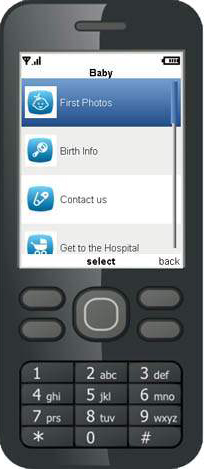 Baby
First Photos
Birth Info
Contact us
Get to the Hospital
select back
1 2 abc 3 def
4 ghi 5 jkl 6 mno
7 prs 8 tuv 9 wxyz
* 0 #